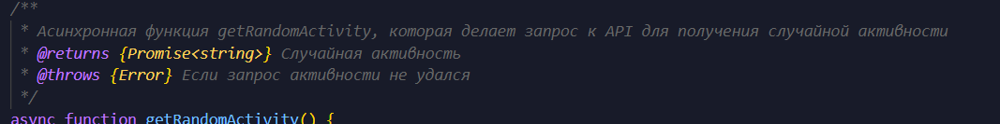 /**
* Асинхронная функция getRandomActivity, которая делает запрос к API для получения случайной активности
* @returns {Promise<string>} Случайная активность
* @throws {Error} Если запрос активности не удался
*/
async function getRandomActivity() {